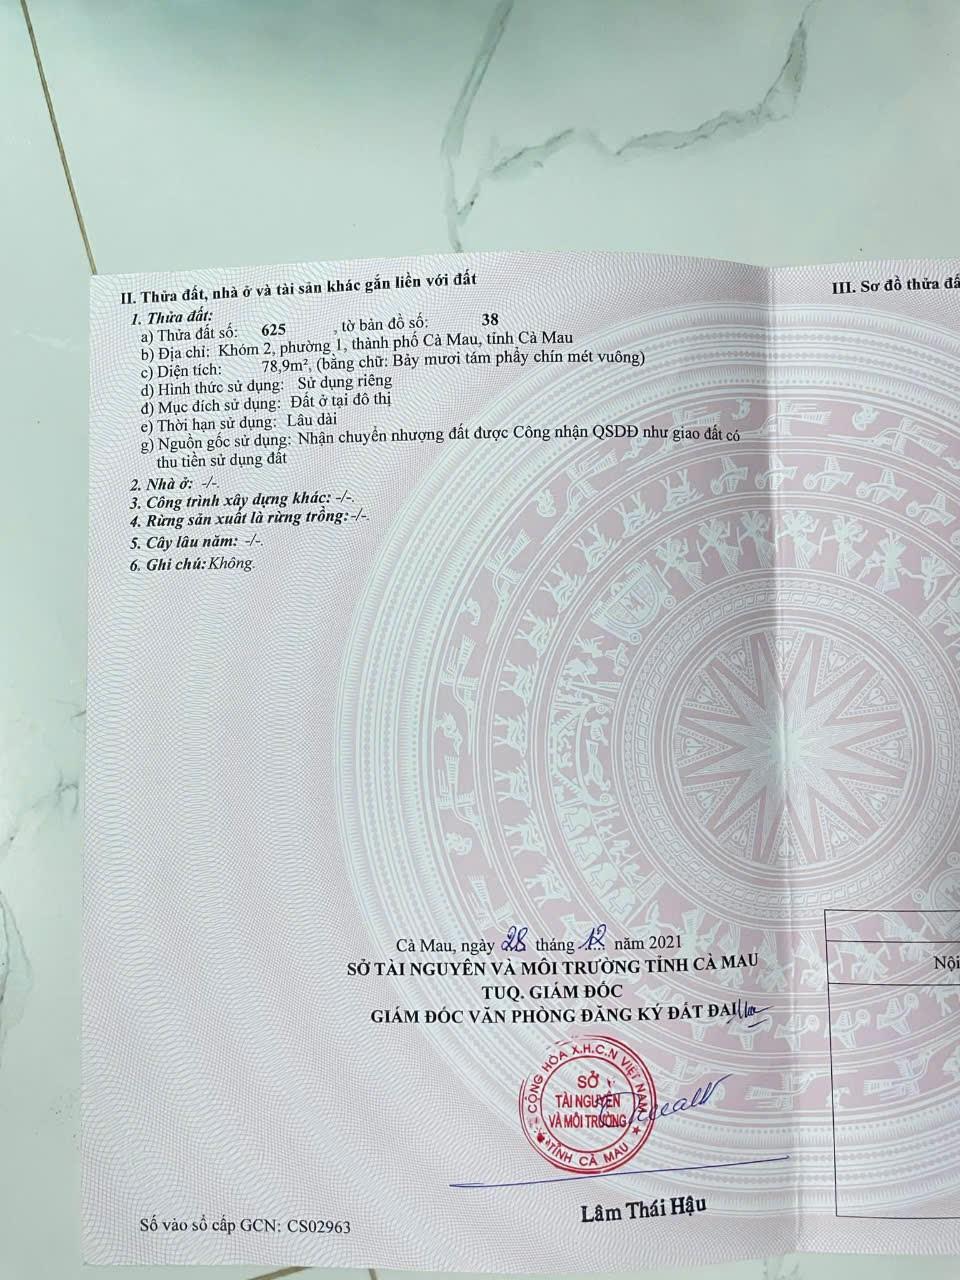 II. Thửa đất, nhà ở và tài sản khác gắn liền với đất
III. Sơ đồ thửa đấ
1. Thửa đất:
a) Thửa đất số: 625 , tờ bản đồ số: 38
b) Địa chỉ: Khóm 2, phường 1, thành phố Cà Mau, tỉnh Cà Mau
c) Diện tích: 78,9m², (bằng chữ: Bảy mươi tám phẩy chín mét vuông)
d) Hình thức sử dụng: Sử dụng riêng
đ) Mục đích sử dụng: Đất ở tại đô thị
e) Thời hạn sử dụng: Lâu dài
g) Nguồn gốc sử dụng: Nhận chuyển nhượng đất được Công nhận QSDĐ như giao đất có
thu tiền sử dụng đất
2. Nhà ở: -/-.
3. Công trình xây dựng khác: -/-.
4. Rừng sản xuất là rừng trồng:-/-.
5. Cây lâu năm: -/-.
6. Ghi chú:Không.
Cà Mau, ngày 28 tháng 12 năm 2021
Nội
SỞ TÀI NGUYÊN VÀ MÔI TRƯỜNG TỈNH CÀ MAU
TUQ. GIÁM ĐỐC
GIÁM ĐỐC VĂN PHÒNG ĐĂNG KÝ ĐẤT ĐAI
CỘNG HÒA X.H.C.N VIỆT NAM
SỞ
TÀI NGUYÊN
VÀ MÔI TRƯỜNG
TỈNH CÀ MAU
Lâm Thái Hậu
Số vào sổ cấp GCN: CS02963